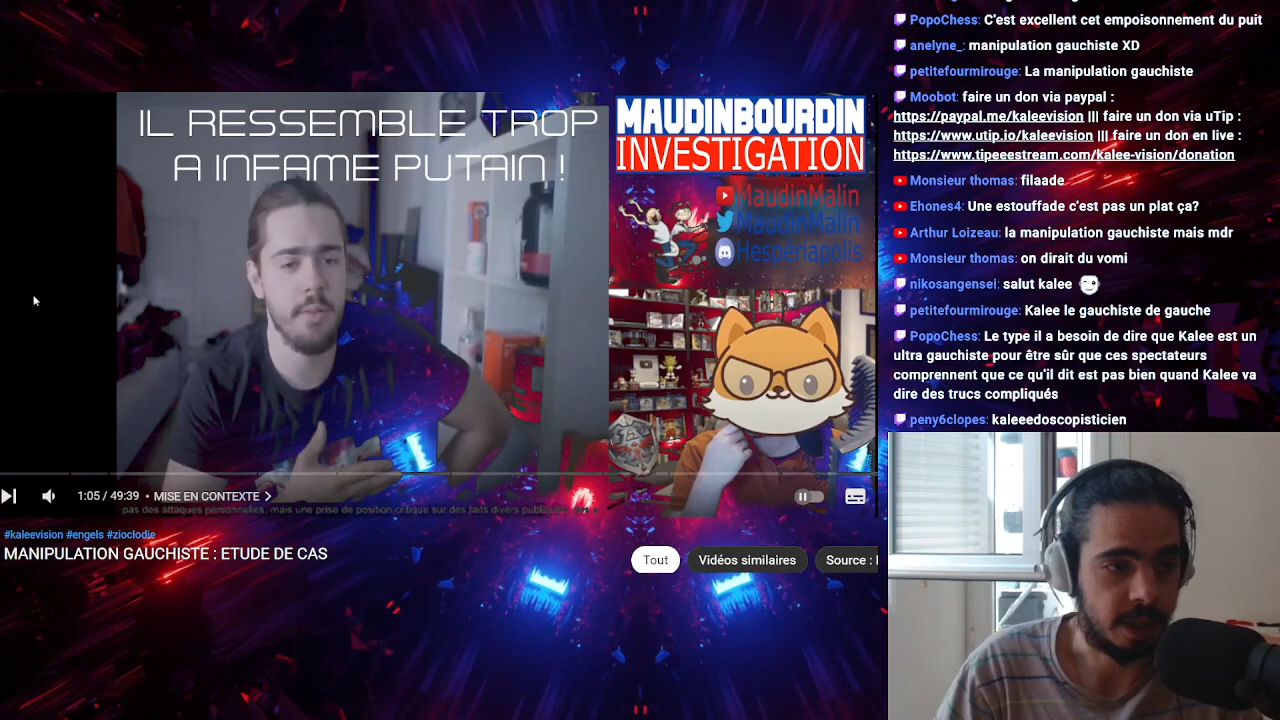 IL RESSEMBLE TROP
A INFAME PUTAIN !
MAUDINBOURDIN
INVESTIGATION
MaudinMalin
MaudinMalin
Hespériapolis
1:05 / 49:39 • MISE EN CONTEXTE >
pas des attaques personnelles, mais une prise de position critique sur des faits divers publiques
#kaleevision #engels #zioclodie
MANIPULATION GAUCHISTE : ETUDE DE CAS
Tout
Vidéos similaires
Source :
PopoChess: C'est excellent cet empoisonnement du puit
anelyne_: manipulation gauchiste XD
petitefourmirouge: La manipulation gauchiste
Moobot: faire un don via paypal :
https://paypal.me/kaleevision ||| faire un don via uTip :
https://www.utip.io/kaleevision ||| faire un don en live :
https://www.tipeeestream.com/kalee-vision/donation
Monsieur thomas: filaade
Ehones4: Une estouffade c'est pas un plat ça?
Arthur Loizeau: la manipulation gauchiste mais mdr
Monsieur thomas: on dirait du vomi
nikosangensei: salut kalee
petitefourmirouge: Kalee le gauchiste de gauche
PopoChess: Le type il a besoin de dire que Kalee est un
ultra gauchiste pour être sûr que ces spectateurs
comprennent que ce qu'il dit est pas bien quand Kalee va
dire des trucs compliqués
peny6clopes: kaleeedoscopisticien